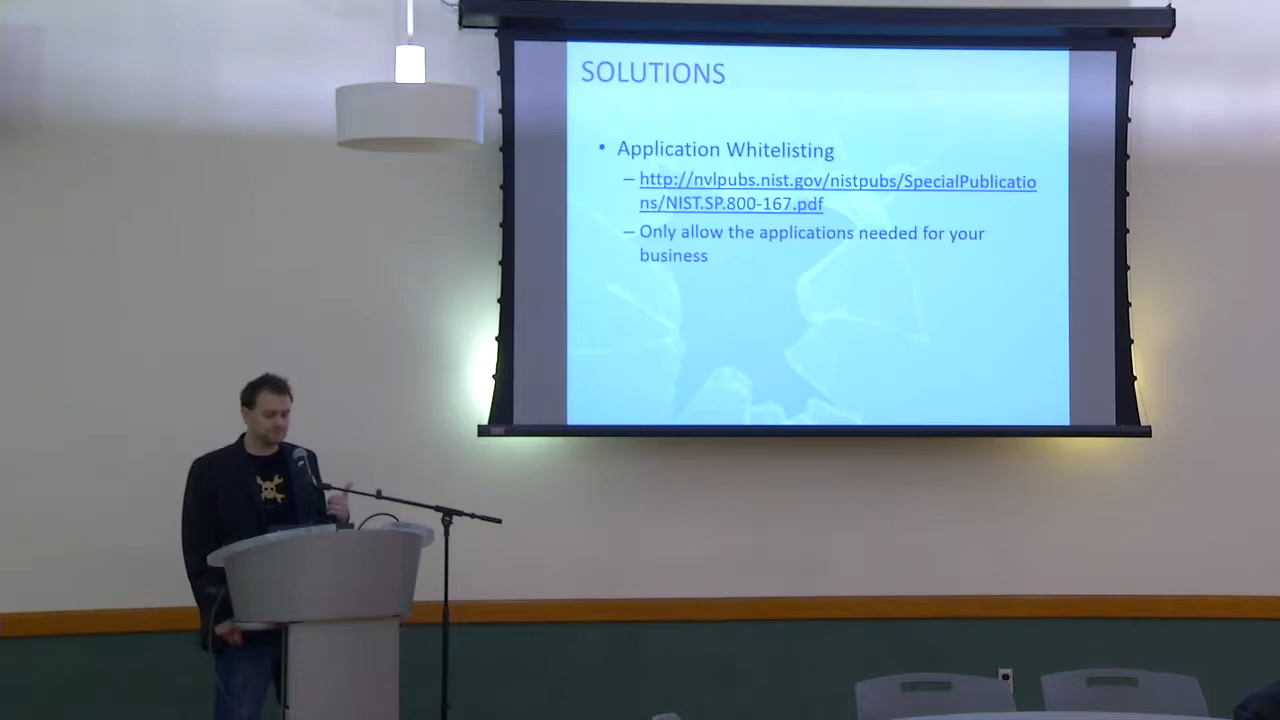 SOLUTIONS
• Application Whitelisting
– http://nvlpubs.nist.gov/nistpubs/SpecialPublicatio
ns/NIST.SP.800-167.pdf
– Only allow the applications needed for your
business